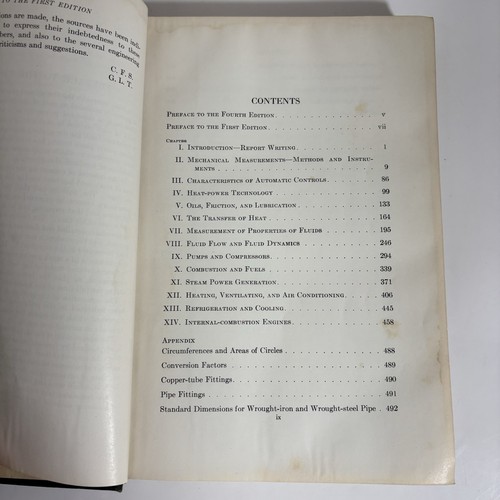 TO THE FIRST EDITION
ions are made, the sources have been indi-
to express their indebtedness to these
hers, and also to the several engineering
riticisms and suggestions.
C. F. S.
G. L. T.
CONTENTS
Preface to the Fourth Edition . . . . . . . . . . v
Preface to the First Edition . . . . . . . . . . vii
Chapter
I. Introduction—Report Writing . . . . . . . . . . 1
II. Mechanical Measurements—Methods and Instru-
ments . . . . . . . . . . 9
III. Characteristics of Automatic Controls . . . . . . . 86
IV. Heat-power Technology . . . . . . . . . . 99
V. Oils, Friction, and Lubrication . . . . . . . . . . 133
VI. The Transfer of Heat . . . . . . . . . . 164
VII. Measurement of Properties of Fluids . . . . . . . 195
VIII. Fluid Flow and Fluid Dynamics . . . . . . . . . . 246
IX. Pumps and Compressors . . . . . . . . . . 294
X. Combustion and Fuels . . . . . . . . . . 339
XI. Steam Power Generation . . . . . . . . . . 371
XII. Heating, Ventilating, and Air Conditioning . . . . . 406
XIII. Refrigeration and Cooling . . . . . . . . . . 445
XIV. Internal-combustion Engines . . . . . . . . . . 458
Appendix
Circumferences and Areas of Circles . . . . . . . . . . 488
Conversion Factors . . . . . . . . . . 489
Copper-tube Fittings . . . . . . . . . . 490
Pipe Fittings . . . . . . . . . . 491
Standard Dimensions for Wrought-iron and Wrought-steel Pipe . 492
ix